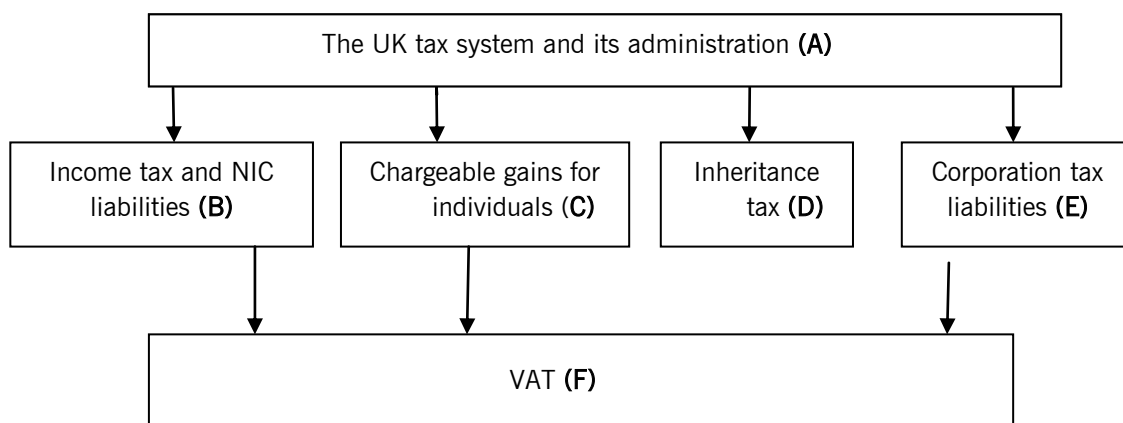 The UK tax system and its administration (A)
Income tax and NIC
liabilities (B)
Chargeable gains for
individuals (C)
Inheritance
tax (D)
Corporation tax
liabilities (E)
VAT (F)